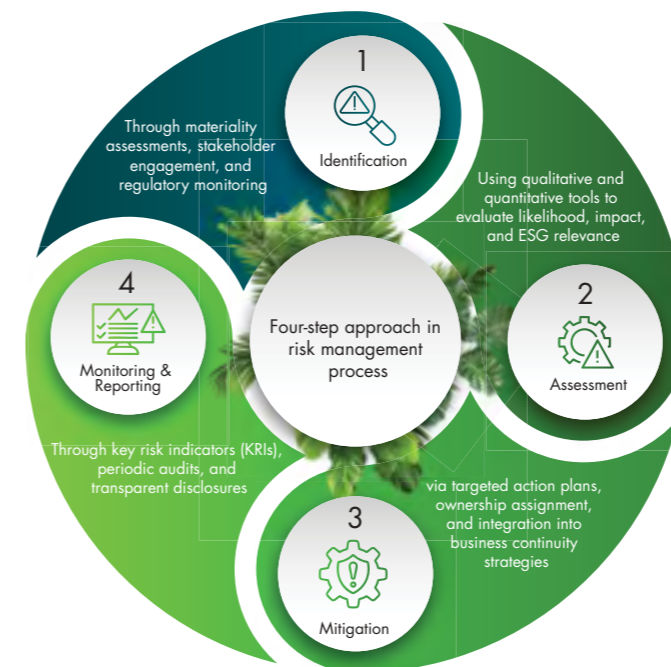 Four-step approach in
risk management
process
1
Identification
Through materiality
assessments, stakeholder
engagement, and
regulatory monitoring
2
Assessment
Using qualitative and
quantitative tools to
evaluate likelihood, impact,
and ESG relevance
3
Mitigation
via targeted action plans,
ownership assignment,
and integration into
business continuity
strategies
4
Monitoring &
Reporting
Through key risk indicators (KRIs),
periodic audits, and
transparent disclosures